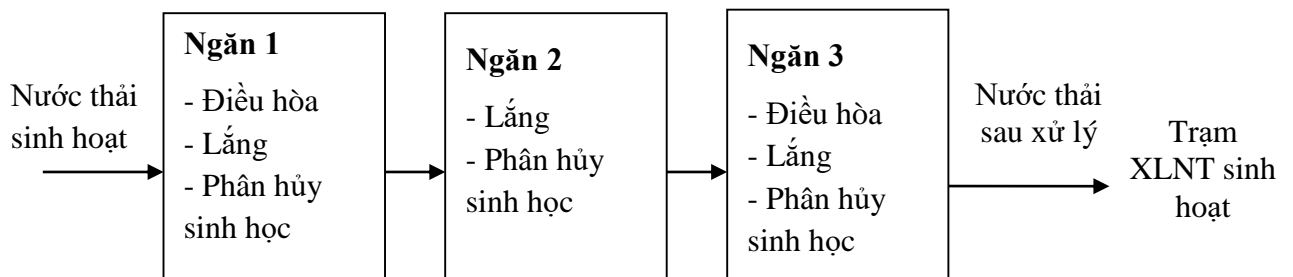 Nước thải
sinh hoạt
Ngăn 1
- Điều hòa
- Lắng
- Phân hủy
sinh học
Ngăn 2
- Lắng
- Phân hủy
sinh học
Ngăn 3
- Điều hòa
- Lắng
- Phân hủy
sinh học
Nước thải
sau xử lý
Trạm
XLNT sinh
hoạt